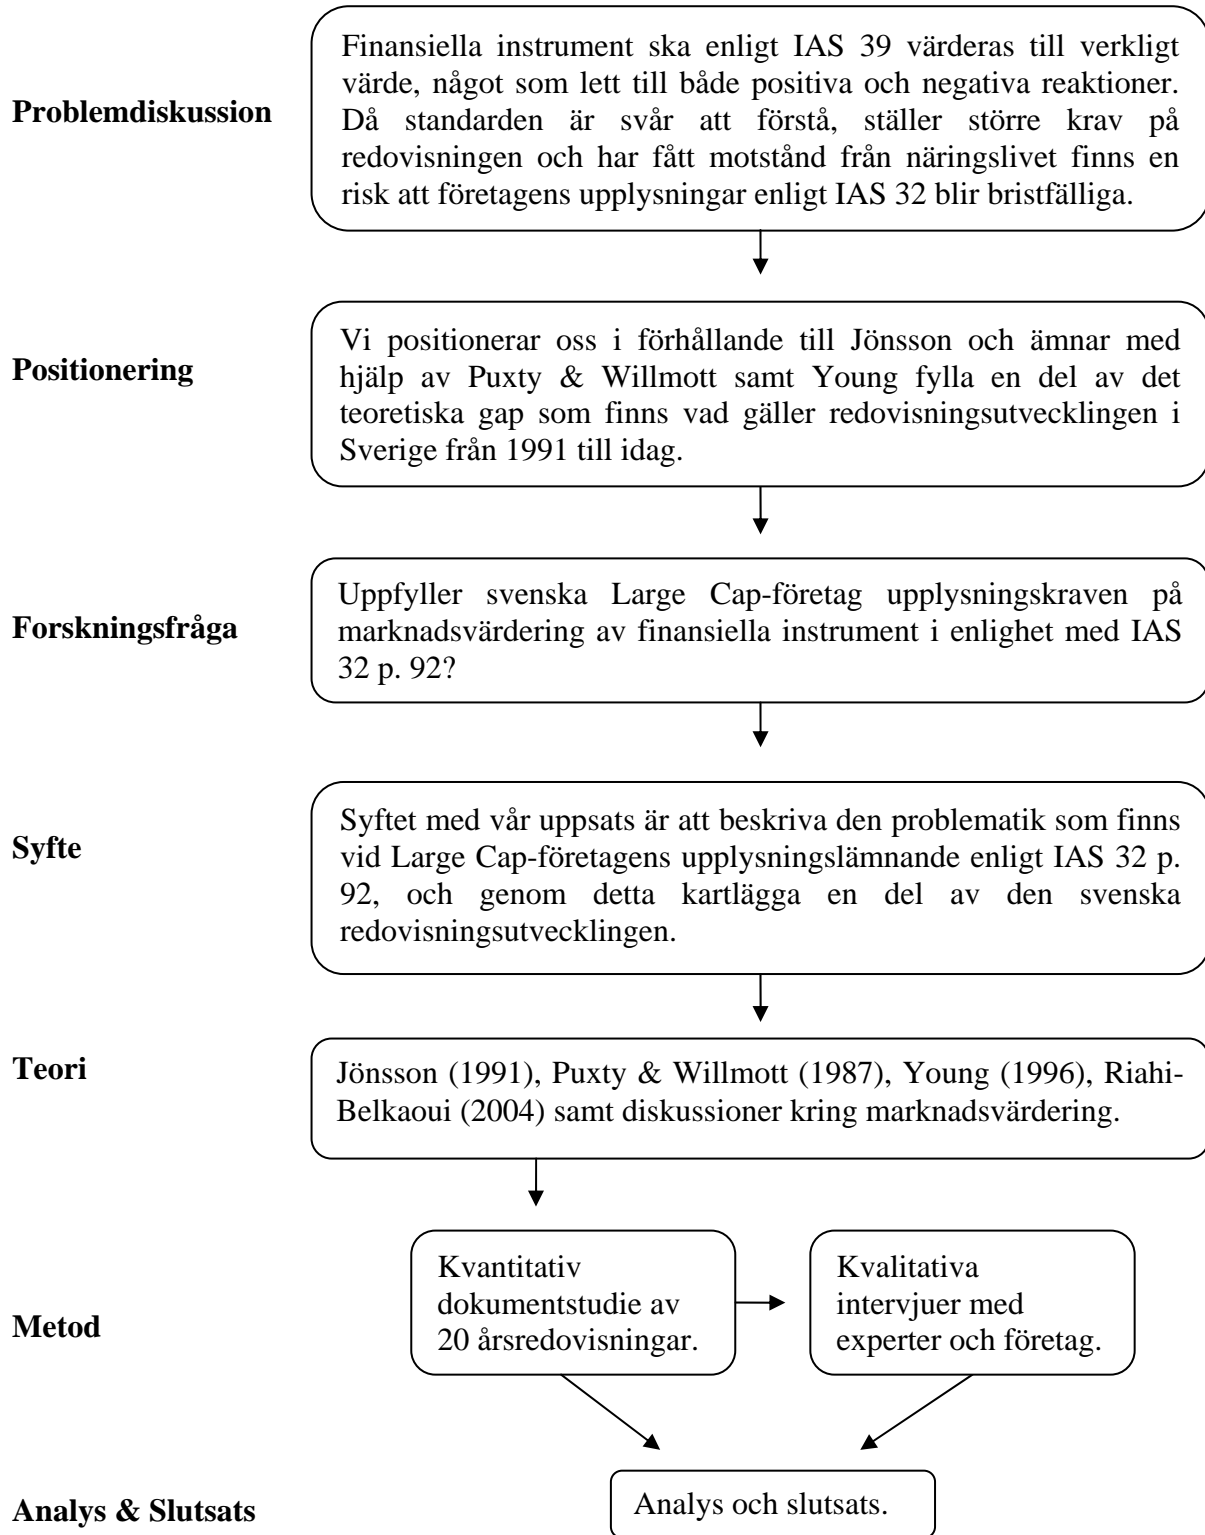 Problemdiskussion
Finansiella instrument ska enligt IAS 39 värderas till verkligt
värde, något som lett till både positiva och negativa reaktioner.
Då standarden är svår att förstå, ställer större krav på
redovisningen och har fått motstånd från näringslivet finns en
risk att företagens upplysningar enligt IAS 32 blir bristfälliga.
Positionering
Vi positionerar oss i förhållande till Jönsson och ämnar med
hjälp av Puxty & Willmott samt Young fylla en del av det
teoretiska gap som finns vad gäller redovisningsutvecklingen i
Sverige från 1991 till idag.
Forskningsfråga
Uppfyller svenska Large Cap-företag upplysningskraven på
marknadsvärdering av finansiella instrument i enlighet med IAS
32 p. 92?
Syfte
Syftet med vår uppsats är att beskriva den problematik som finns
vid Large Cap-företagens upplysningslämnande enligt IAS 32 p.
92, och genom detta kartlägga en del av den svenska
redovisningsutvecklingen.
Teori
Jönsson (1991), Puxty & Willmott (1987), Young (1996), Riahi-
Belkaoui (2004) samt diskussioner kring marknadsvärdering.
Metod
Kvantitativ
dokumentstudie av
20 årsredovisningar.
Kvalitativa
intervjuer med
experter och företag.
Analys & Slutsats
Analys och slutsats.